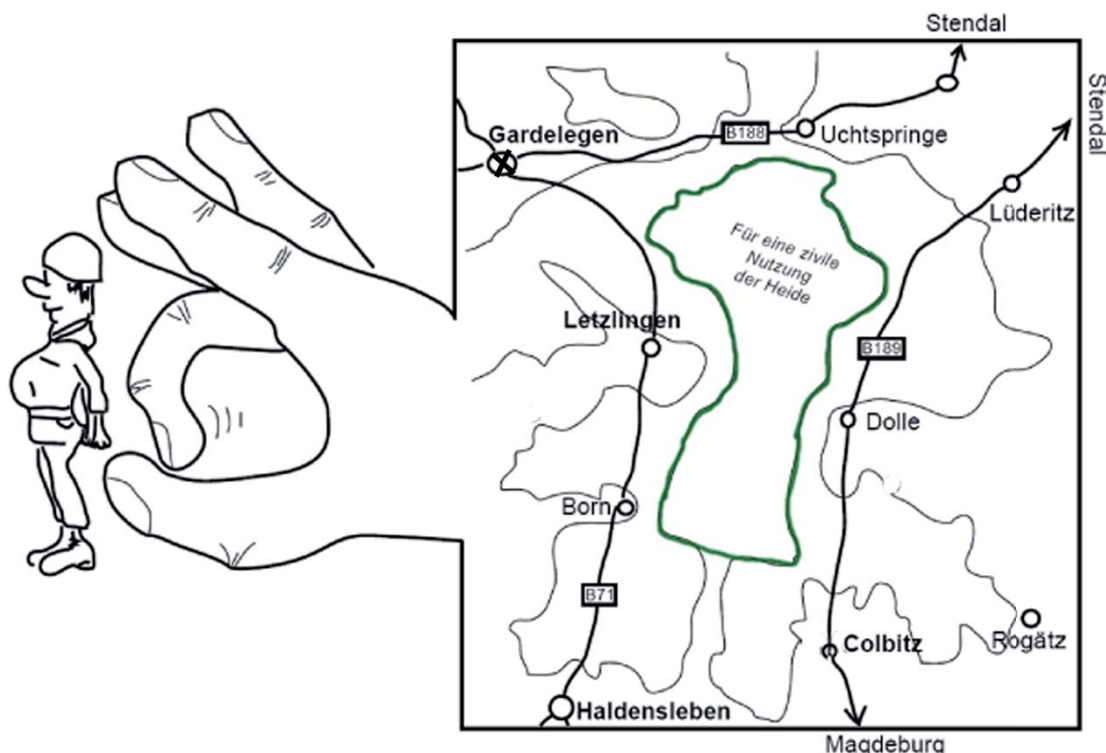 Stendal
Stendal
Gardelegen
B188
Uchtspringe
Lüderitz
Für eine zivile
Nutzung
der Heide
Letzlingen
B189
Dolle
Born
B71
Rogätz
Colbitz
Haldensleben
Magdeburg